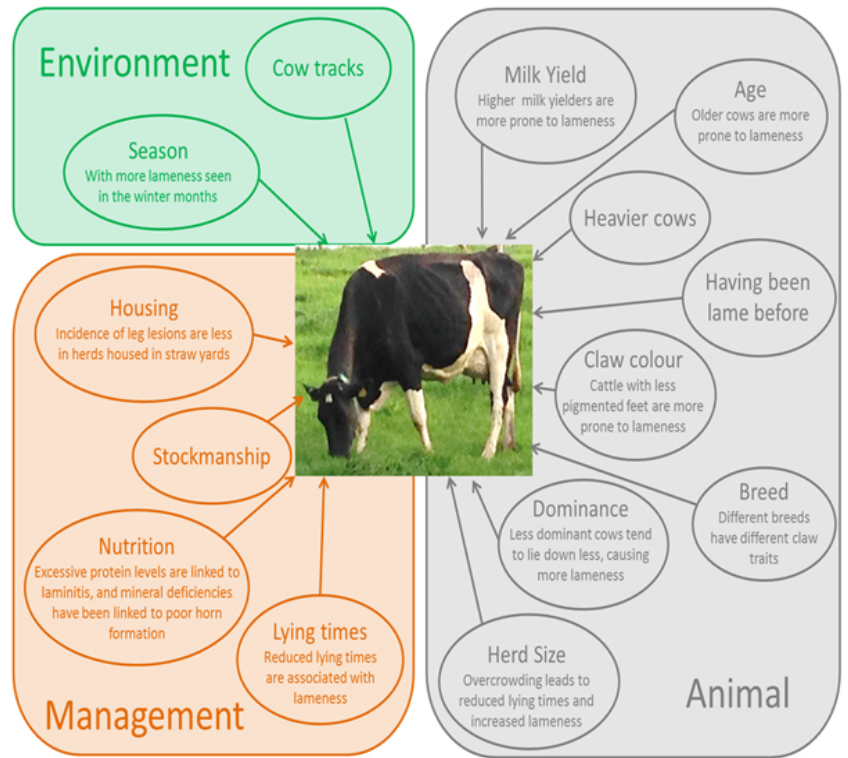 Environment
Cow tracks
Season
With more lameness seen
in the winter months
Housing
Incidence of leg lesions are less
in herds housed in straw yards
Stockmanship
Nutrition
Excessive protein levels are linked to
laminitis, and mineral deficiencies
have been linked to poor horn
formation
Lying times
Reduced lying times
are associated with
lameness
Management
Milk Yield
Higher milk yielders are
more prone to lameness
Age
Older cows are more
prone to lameness
Heavier cows
Having been
lame before
Claw colour
Cattle with less
pigmented feet are more
prone to lameness
Breed
Different breeds
have different claw
traits
Dominance
Less dominant cows tend
to lie down less, causing
more lameness
Herd Size
Overcrowding leads to
reduced lying times and
increased lameness
Animal